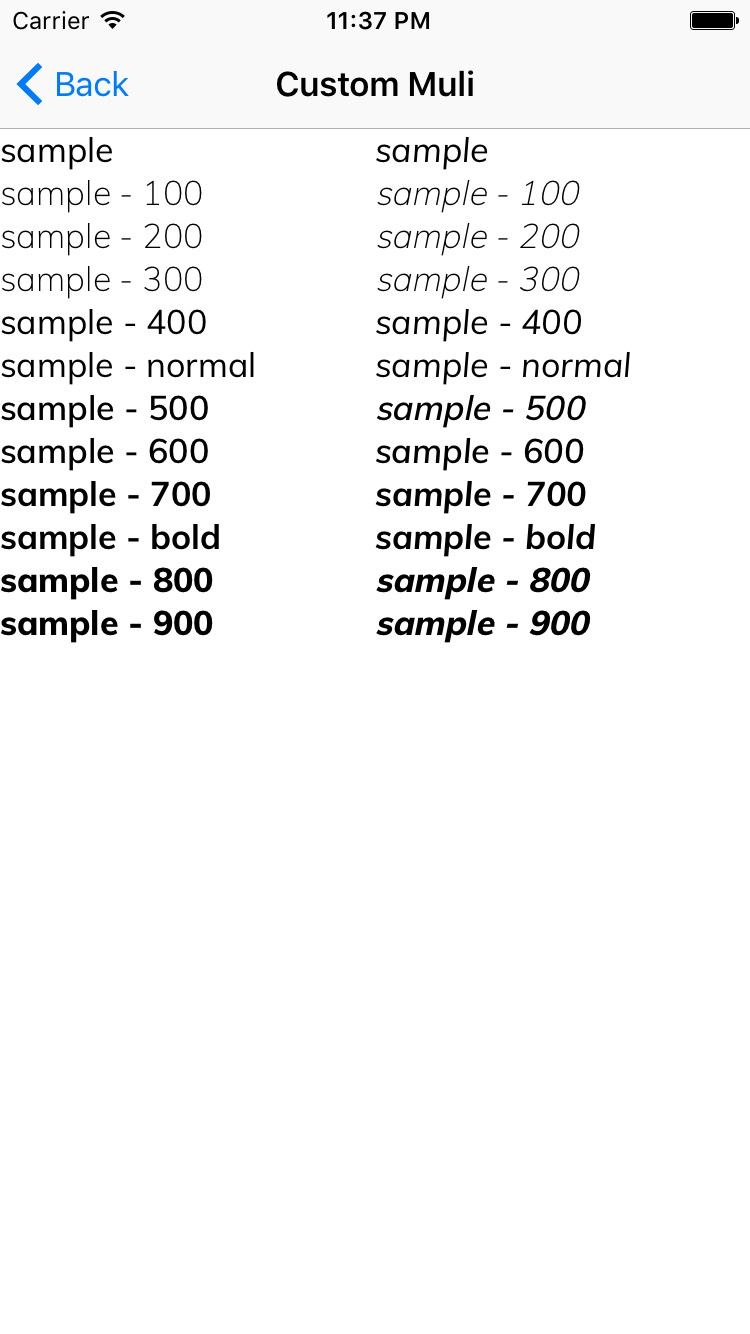 Carrier 11:37 PM
Back Custom Muli
sample sample
sample - 100 sample - 100
sample - 200 sample - 200
sample - 300 sample - 300
sample - 400 sample - 400
sample - normal sample - normal
sample - 500 sample - 500
sample - 600 sample - 600
sample - 700 sample - 700
sample - bold sample - bold
sample - 800 sample - 800
sample - 900 sample - 900